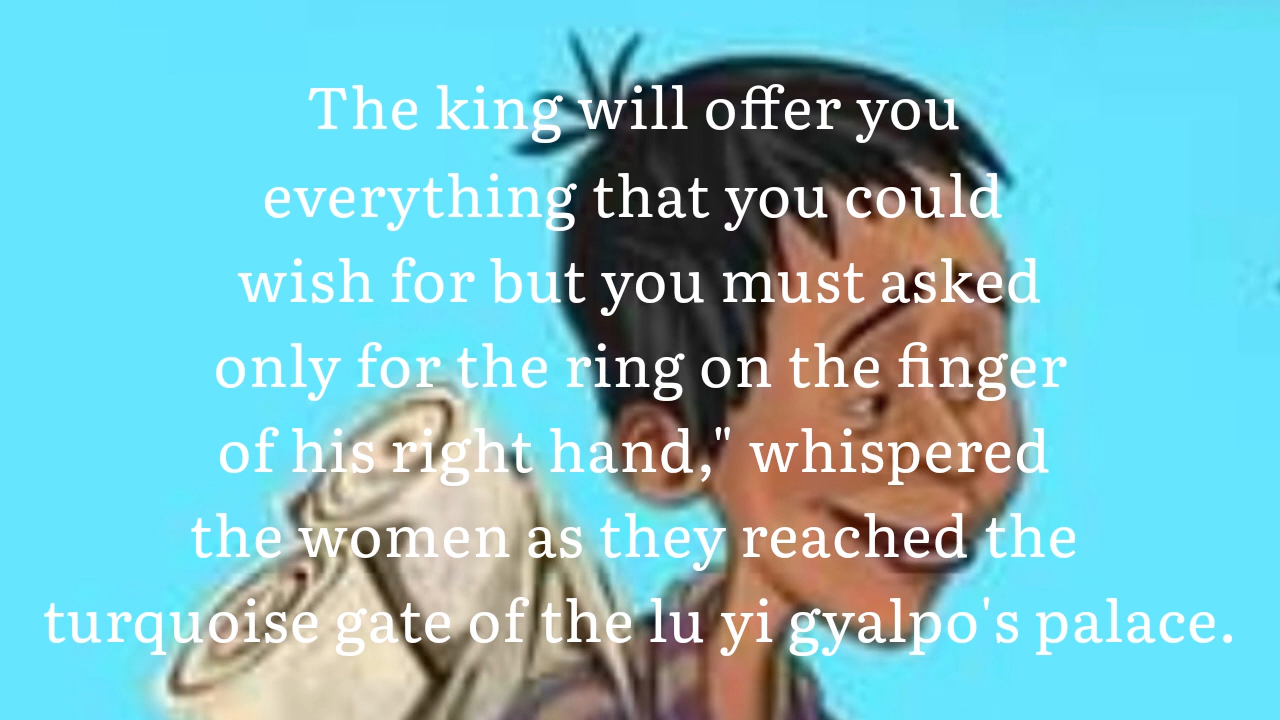 The king will offer you
everything that you could
wish for but you must asked
only for the ring on the finger
of his right hand," whispered
the women as they reached the
turquoise gate of the lu yi gyalpo's palace.